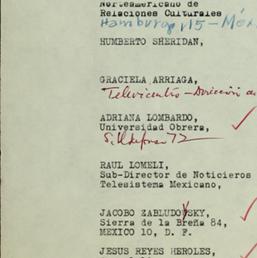 Norteamericano de
Relaciones Culturales
Hamburgo 115 - Méx
HUMBERTO SHERIDAN,
GRACIELA ARRIAGA,
Televicentro - Dirección
ADRIANA LOMBARDO,
Universidad Obrera,
Sn Ildefonso 72
RAUL LOMELI,
Sub-Director de Noticieros
Telesistema Mexicano,
JACOBO ZABLUDOVSKY,
Sierra de la Breña 84,
MEXICO 10, D. F.
JESUS REYES HEROLES,